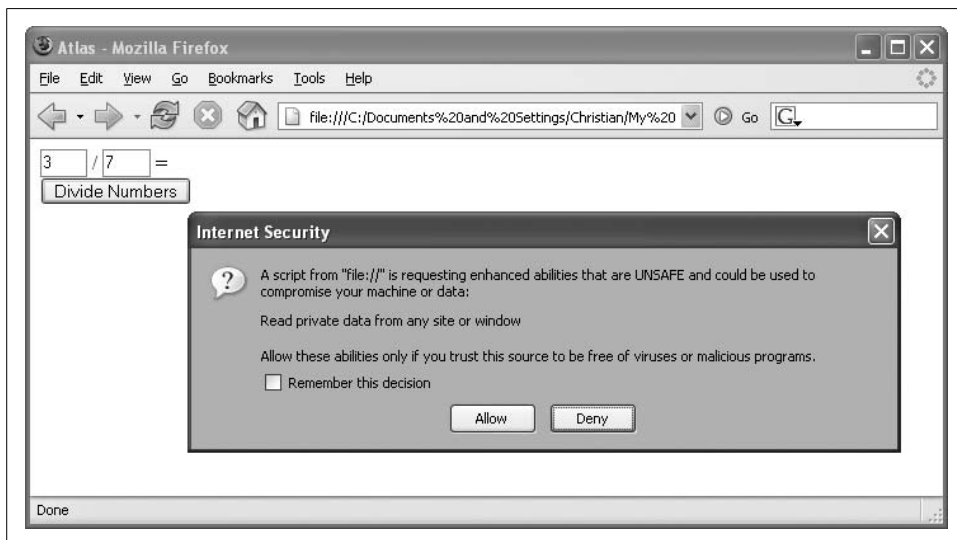 Atlas - Mozilla Firefox
File Edit View Go Bookmarks Tools Help
file:///C:/Documents%20and%20Settings/Christian/My%20 Go G
3 / 7 =
Divide Numbers
Internet Security
A script from "file://" is requesting enhanced abilities that are UNSAFE and could be used to
compromise your machine or data:
Read private data from any site or window
Allow these abilities only if you trust this source to be free of viruses or malicious programs.
Remember this decision
Allow Deny
Done